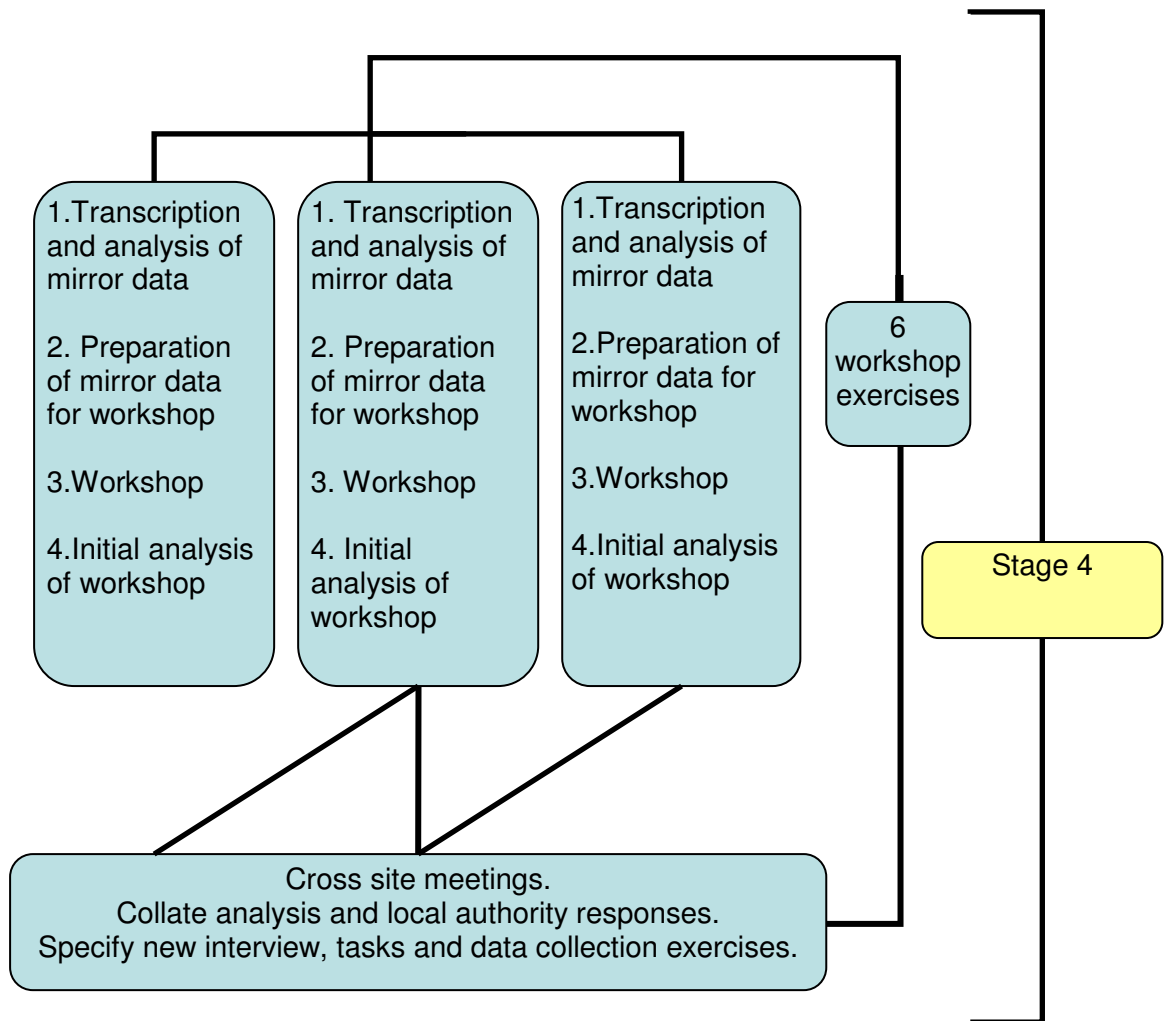 1.Transcription
and analysis of
mirror data
2. Preparation
of mirror data
for workshop
3.Workshop
4.Initial analysis
of workshop
1. Transcription
and analysis of
mirror data
2. Preparation
of mirror data
for workshop
3. Workshop
4. Initial
analysis of
workshop
1.Transcription
and analysis of
mirror data
2.Preparation of
mirror data for
workshop
3.Workshop
4.Initial analysis
of workshop
6
workshop
exercises
Stage 4
Cross site meetings.
Collate analysis and local authority responses.
Specify new interview, tasks and data collection exercises.